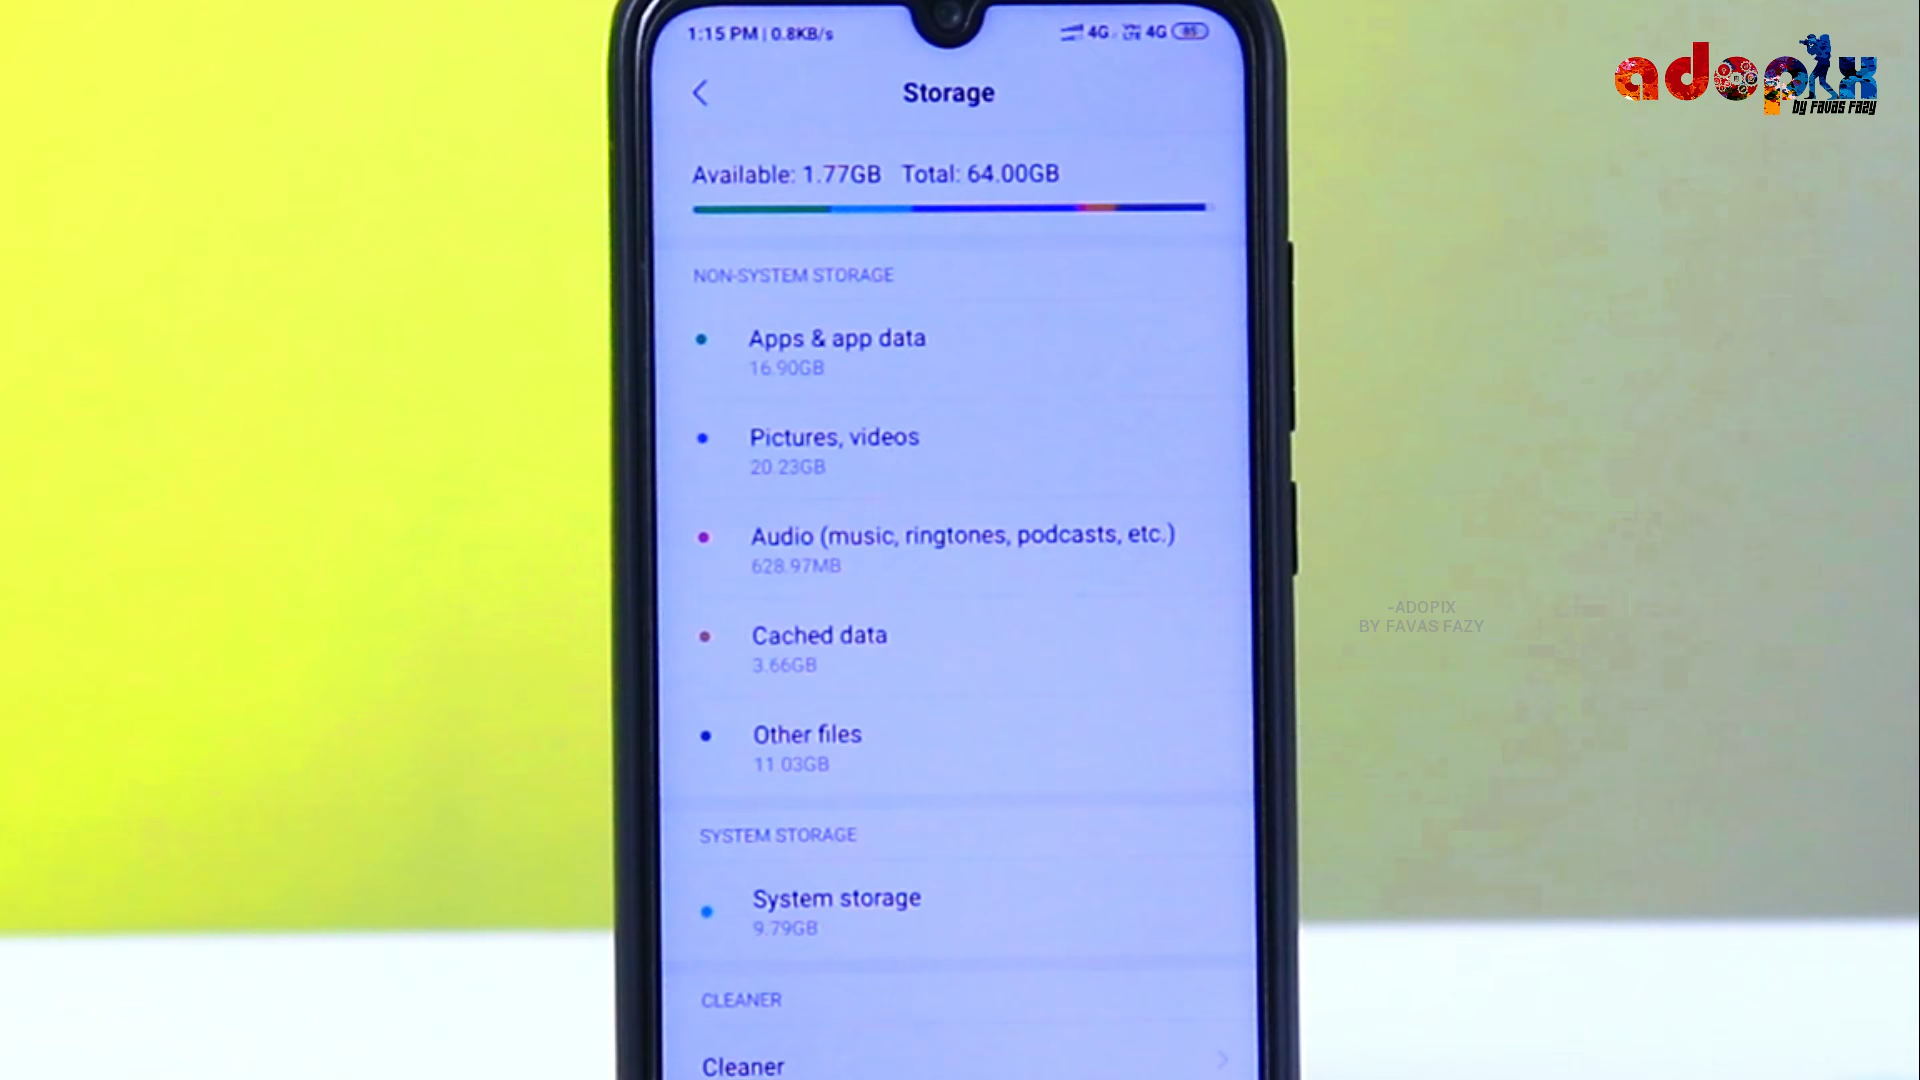 1:15 PM | 0.8KB/s
4G
4G 85
adopix
by FAVAS FAZY
Storage
Available: 1.77GB Total: 64.00GB
NON-SYSTEM STORAGE
Apps & app data
16.90GB
Pictures, videos
20.23GB
Audio (music, ringtones, podcasts, etc.)
628.97MB
Cached data
3.66GB
-ADOPIX
BY FAVAS FAZY
Other files
11.03GB
SYSTEM STORAGE
System storage
9.79GB
CLEANER
Cleaner